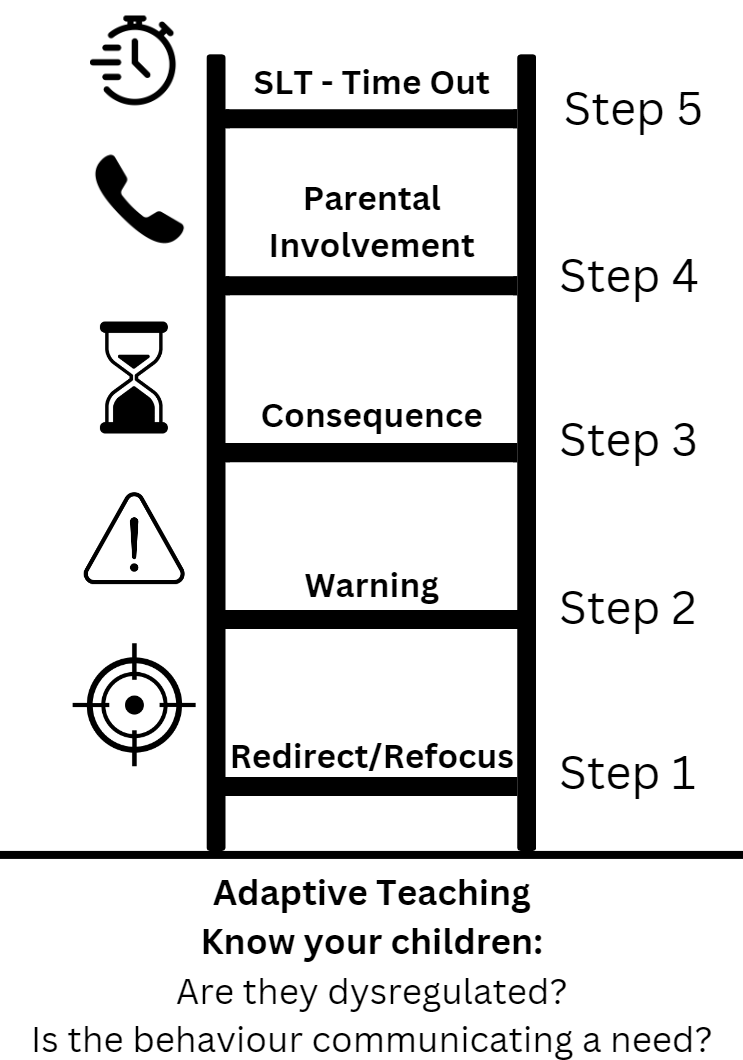 SLT - Time Out
Step 5
Parental
Involvement
Step 4
Consequence
Step 3
Warning
Step 2
Redirect/Refocus
Step 1
Adaptive Teaching
Know your children:
Are they dysregulated?
Is the behaviour communicating a need?